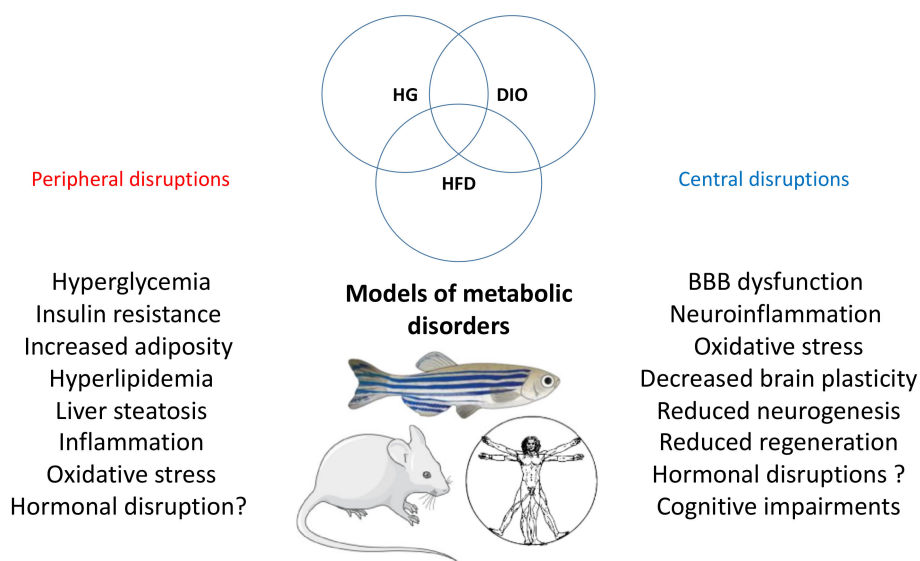 HG
DIO
HFD
Peripheral disruptions
Central disruptions
Hyperglycemia
Insulin resistance
Increased adiposity
Hyperlipidemia
Liver steatosis
Inflammation
Oxidative stress
Hormonal disruption?
Models of metabolic
disorders
BBB dysfunction
Neuroinflammation
Oxidative stress
Decreased brain plasticity
Reduced neurogenesis
Reduced regeneration
Hormonal disruptions ?
Cognitive impairments